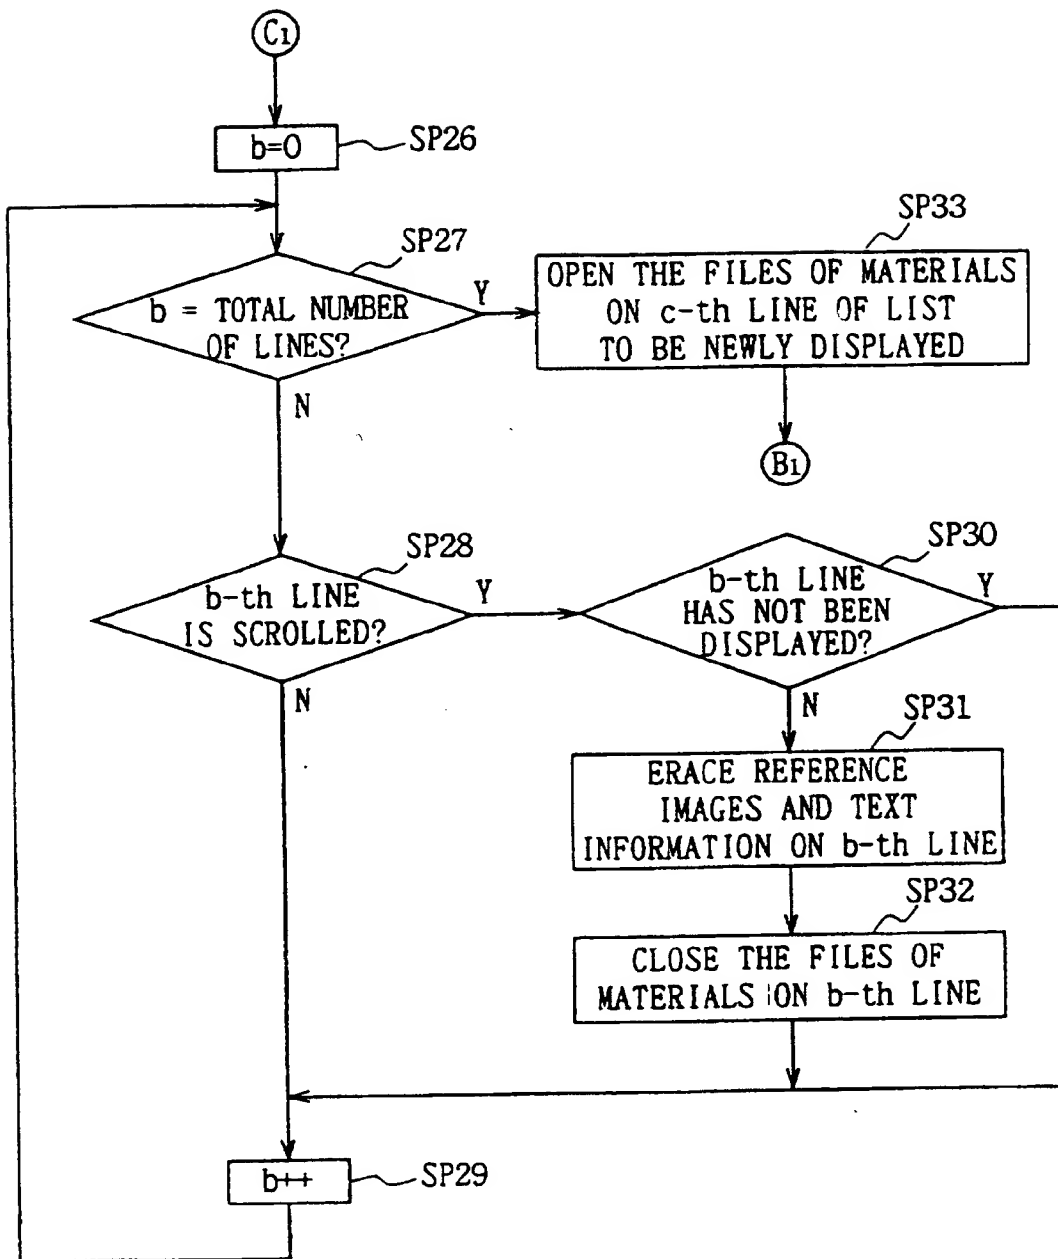 C1
b=0
SP26
SP27
b = TOTAL NUMBER
OF LINES?
Y
N
SP33
OPEN THE FILES OF MATERIALS
ON c-th LINE OF LIST
TO BE NEWLY DISPLAYED
B1
SP28
b-th LINE
IS SCROLLED?
Y
N
SP30
b-th LINE
HAS NOT BEEN
DISPLAYED?
Y
N
SP31
ERACE REFERENCE
IMAGES AND TEXT
INFORMATION ON b-th LINE
SP32
CLOSE THE FILES OF
MATERIALS ON b-th LINE
b++
SP29